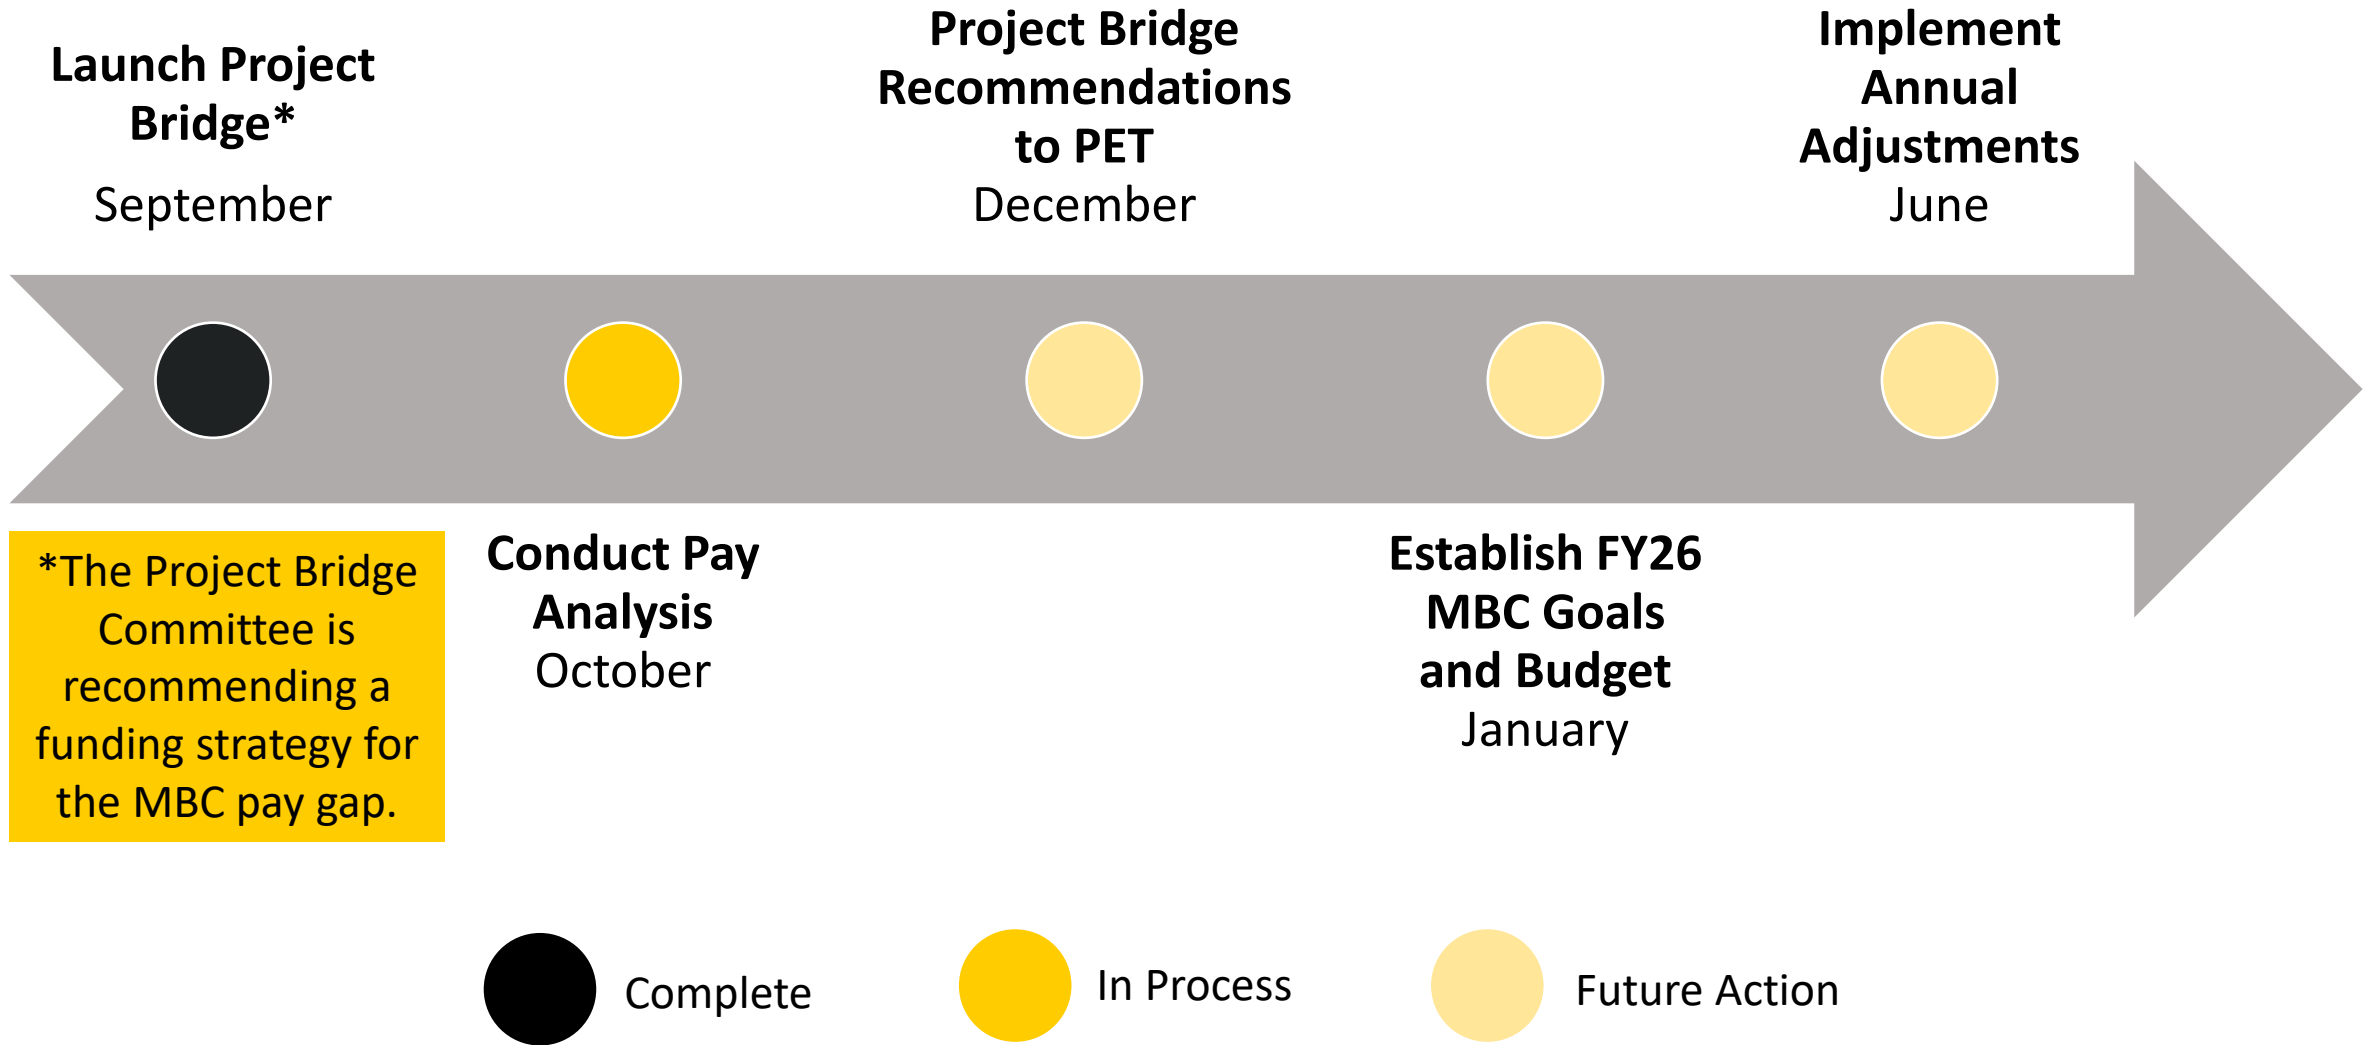 Launch Project
Bridge*
September
Project Bridge
Recommendations
to PET
December
Implement
Annual
Adjustments
June
*The Project Bridge
Committee is
recommending a
funding strategy for
the MBC pay gap.
Conduct Pay
Analysis
October
Establish FY26
MBC Goals
and Budget
January
Complete
In Process
Future Action